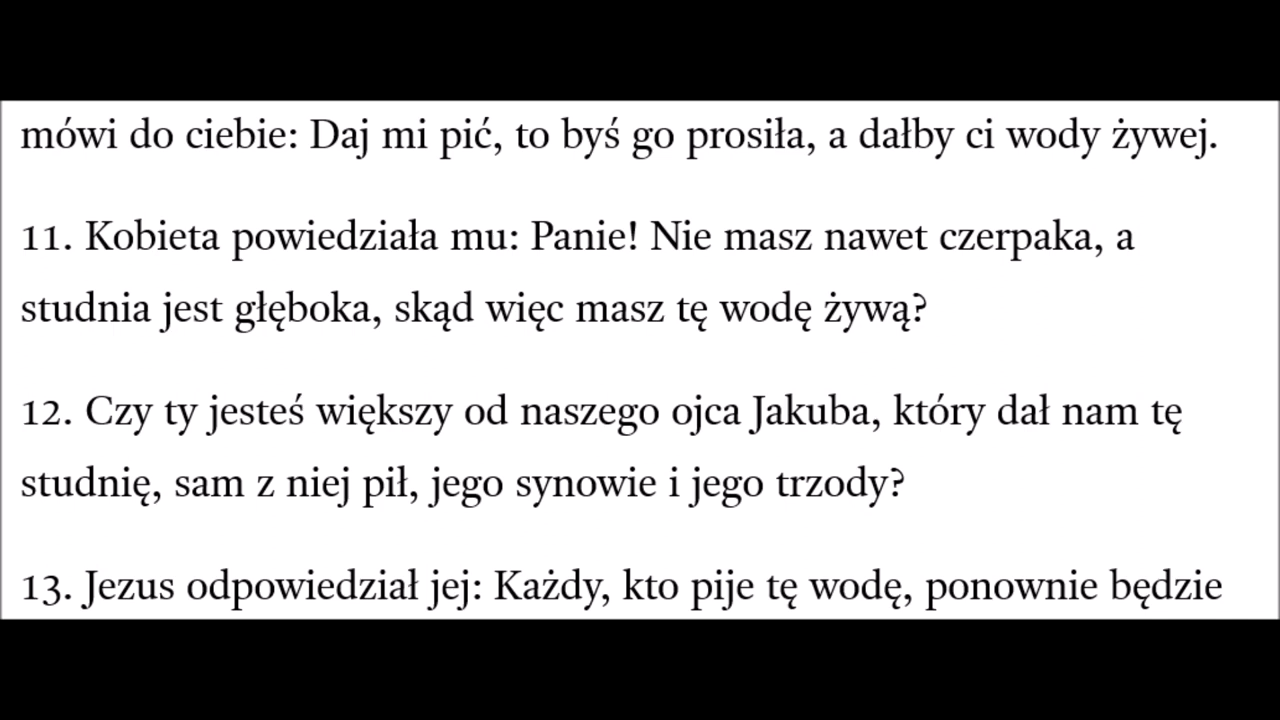 mówi do ciebie: Daj mi pić, to byś go prosiła, a dałby ci wody żywej.
11. Kobieta powiedziała mu: Panie! Nie masz nawet czerpaka, a
studnia jest głęboka, skąd więc masz tę wodę żywą?
12. Czy ty jesteś większy od naszego ojca Jakuba, który dał nam tę
studnię, sam z niej pił, jego synowie i jego trzody?
13. Jezus odpowiedział jej: Każdy, kto pije tę wodę, ponownie będzie